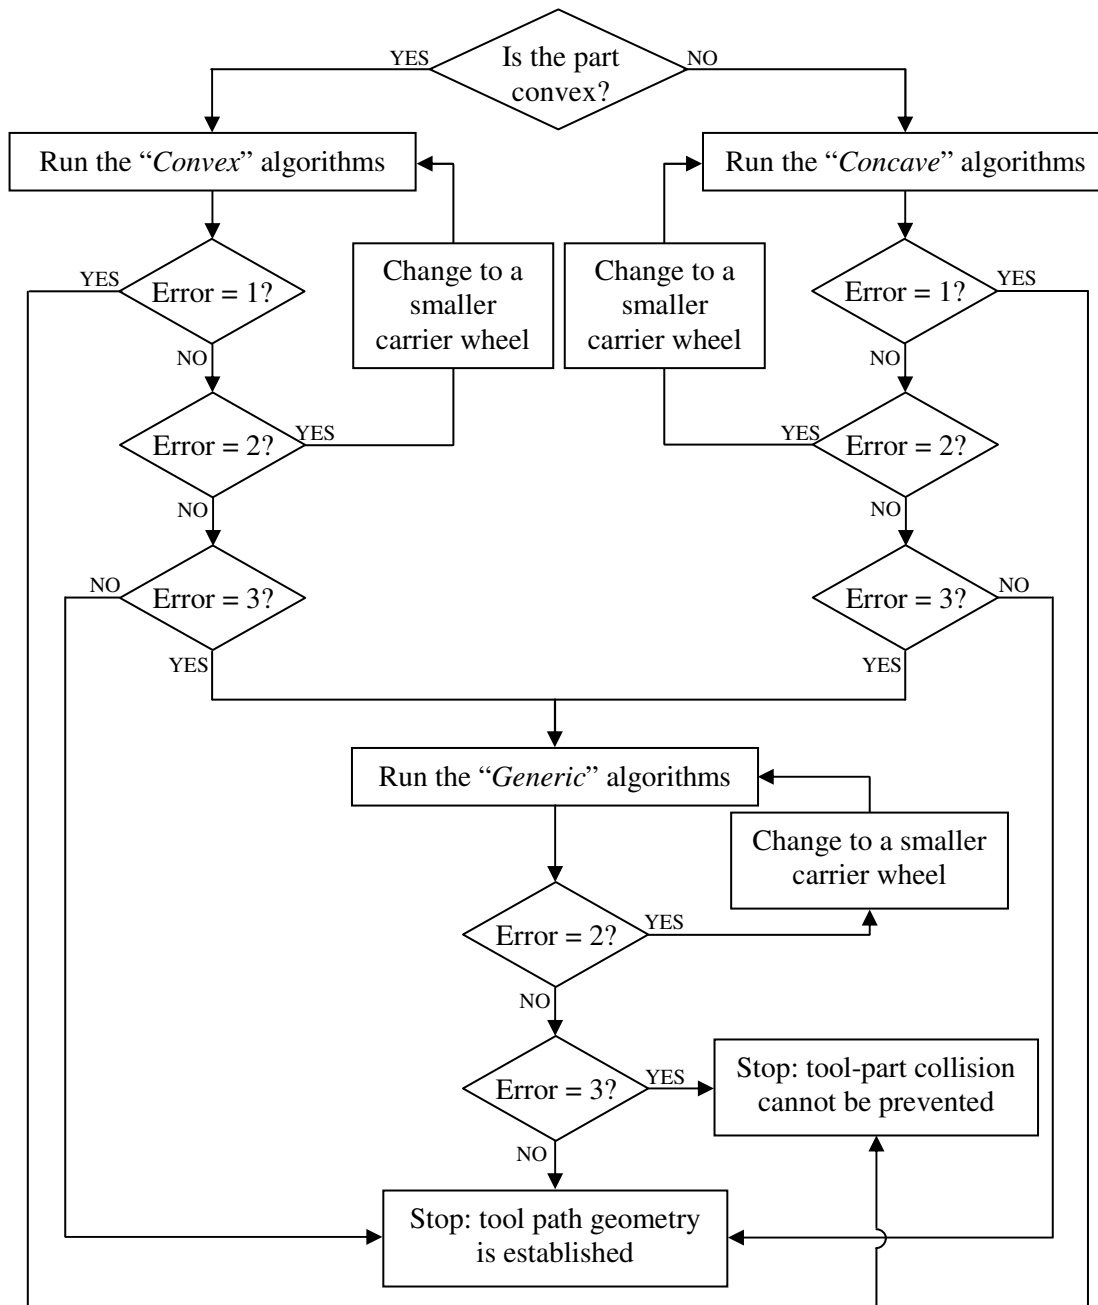 Is the part
convex?
YES
NO
Run the “Convex” algorithms
Run the “Concave” algorithms
Change to a
smaller
carrier wheel
Change to a
smaller
carrier wheel
YES
Error = 1?
Error = 1?
YES
NO
NO
Error = 2?
YES
YES
Error = 2?
NO
NO
NO
Error = 3?
Error = 3?
NO
YES
YES
Run the “Generic” algorithms
Change to a smaller
carrier wheel
Error = 2?
YES
NO
Error = 3?
YES
Stop: tool-part collision
cannot be prevented
NO
Stop: tool path geometry
is established